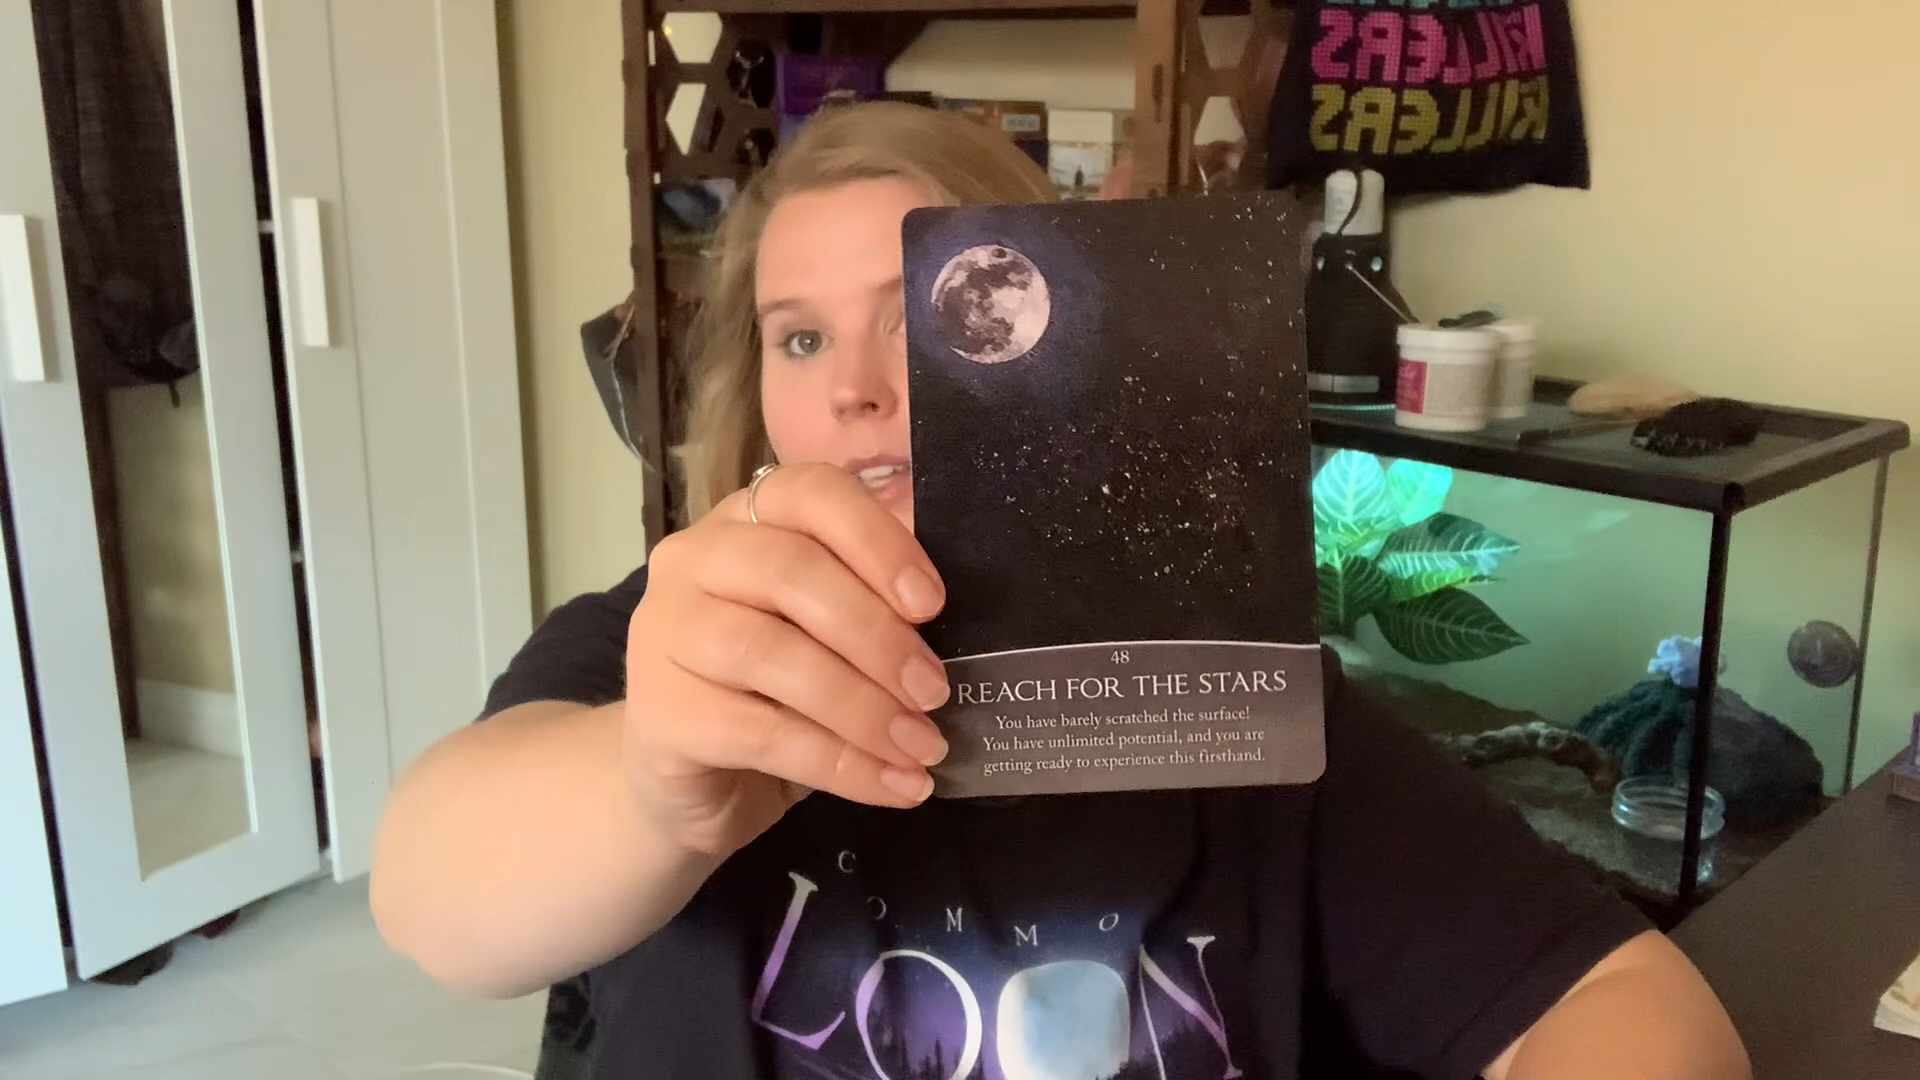 KILLERS
KILLERS
48
REACH FOR THE STARS
You have barely scratched the surface!
You have unlimited potential, and you are
getting ready to experience this firsthand.
COMMO
LOON